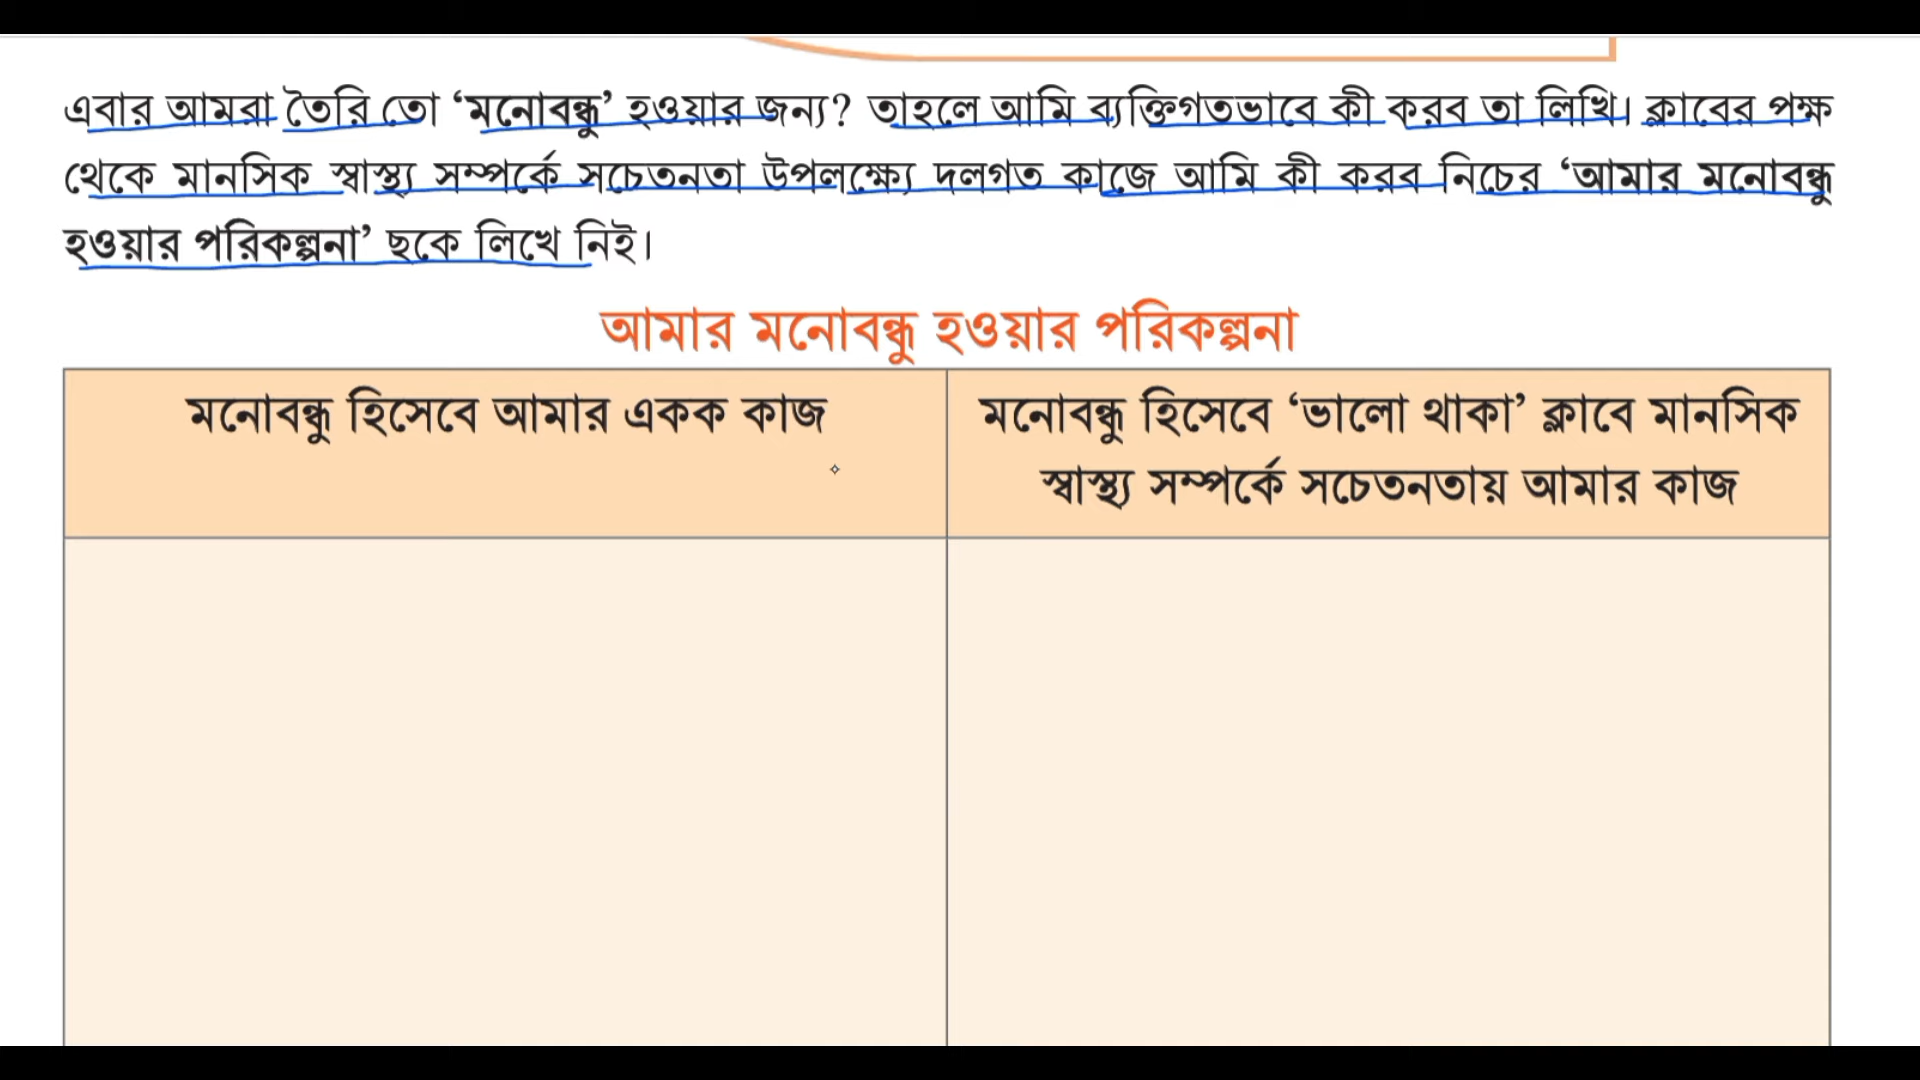 এবার আমরা তৈরি তো ‘মনোবন্ধু’ হওয়ার জন্য? তাহলে আমি ব্যক্তিগতভাবে কী করব তা লিখি। ক্লাবের পক্ষ
থেকে মানসিক স্বাস্থ্য সম্পর্কে সচেতনতা উপলক্ষ্যে দলগত কাজে আমি কী করব নিচের ‘আমার মনোবন্ধু
হওয়ার পরিকল্পনা’ ছকে লিখে নিই।
আমার মনোবন্ধু হওয়ার পরিকল্পনা
মনোবন্ধু হিসেবে আমার একক কাজ
মনোবন্ধু হিসেবে ‘ভালো থাকা’ ক্লাবে মানসিক
স্বাস্থ্য সম্পর্কে সচেতনতায় আমার কাজ